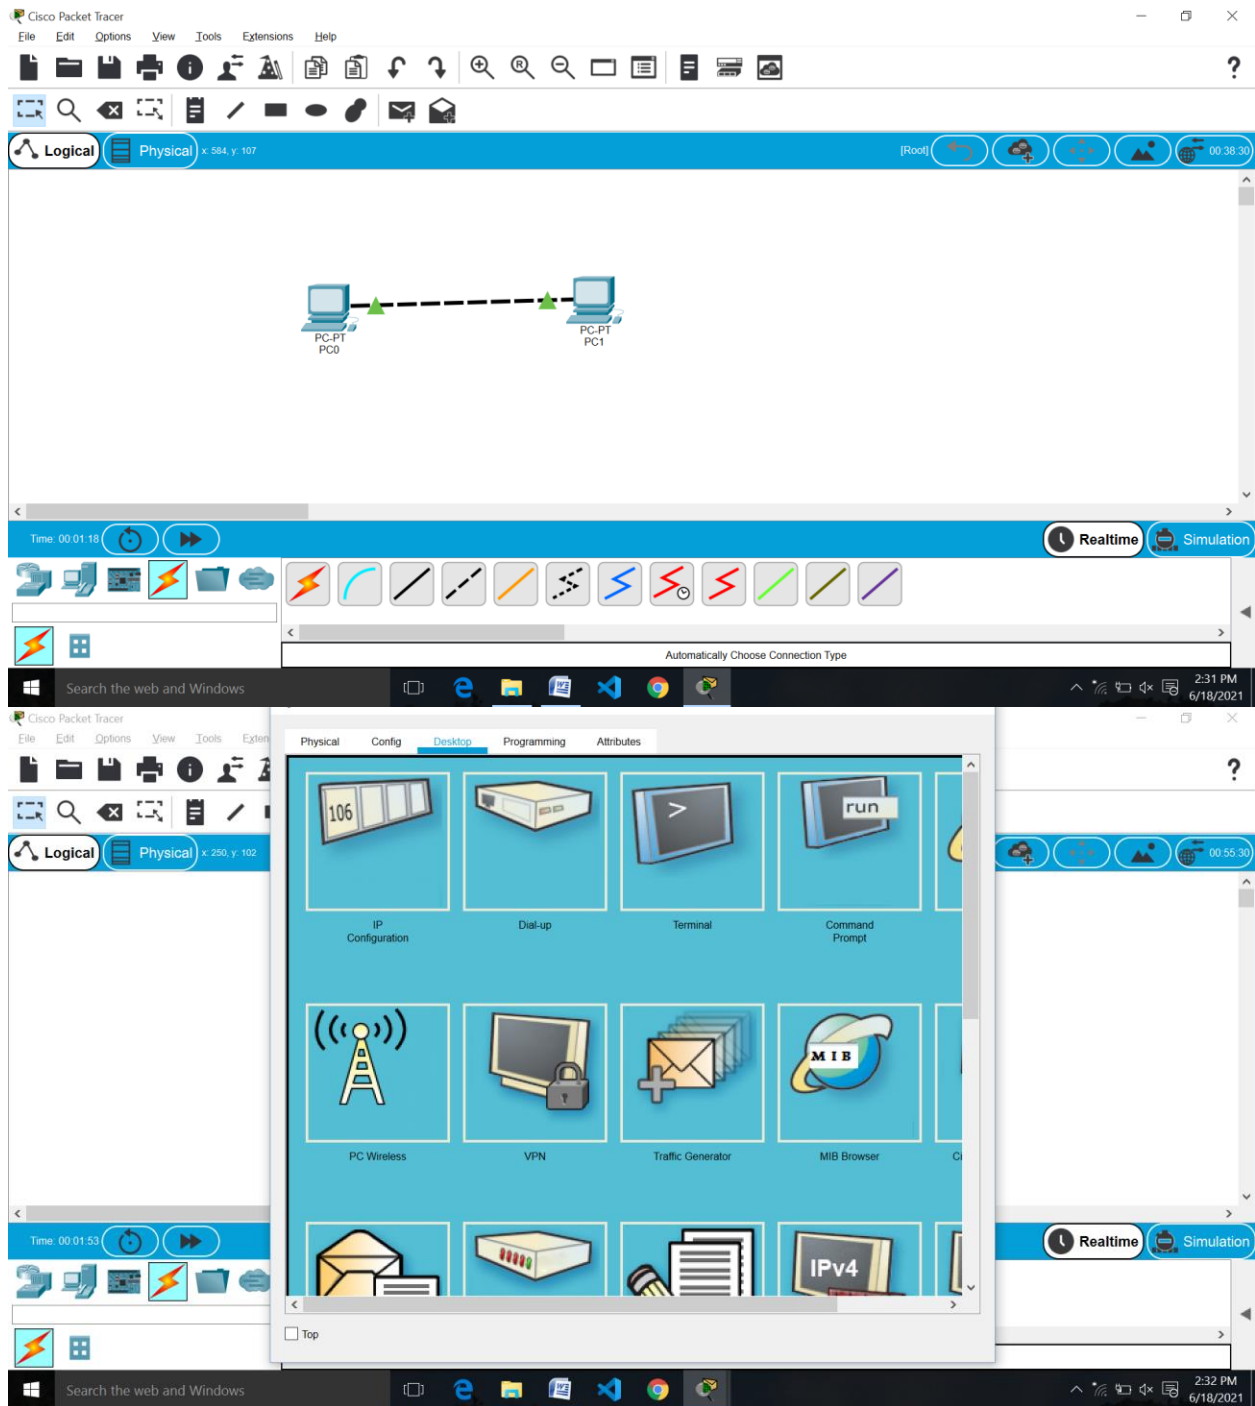 Cisco Packet Tracer
File Edit Options View Tools Extensions Help
?
Logical Physical x: 584, y: 107 [Root] 00:38:30
PC-PT
PC0
PC-PT
PC1
Time: 00:01:18 Realtime Simulation
Automatically Choose Connection Type
Search the web and Windows
2:31 PM
6/18/2021
Cisco Packet Tracer
File Edit Options View Tools Exten
Physical Config Desktop Programming Attributes
?
Logical Physical x: 250, y: 102 00:55:30
106
>
run
IP
Configuration
Dial-up
Terminal
Command
Prompt
MIB
PC Wireless
VPN
Traffic Generator
MIB Browser
Ci
IPv4
Time: 00:01:53 Realtime Simulation
Top
Search the web and Windows
2:32 PM
6/18/2021